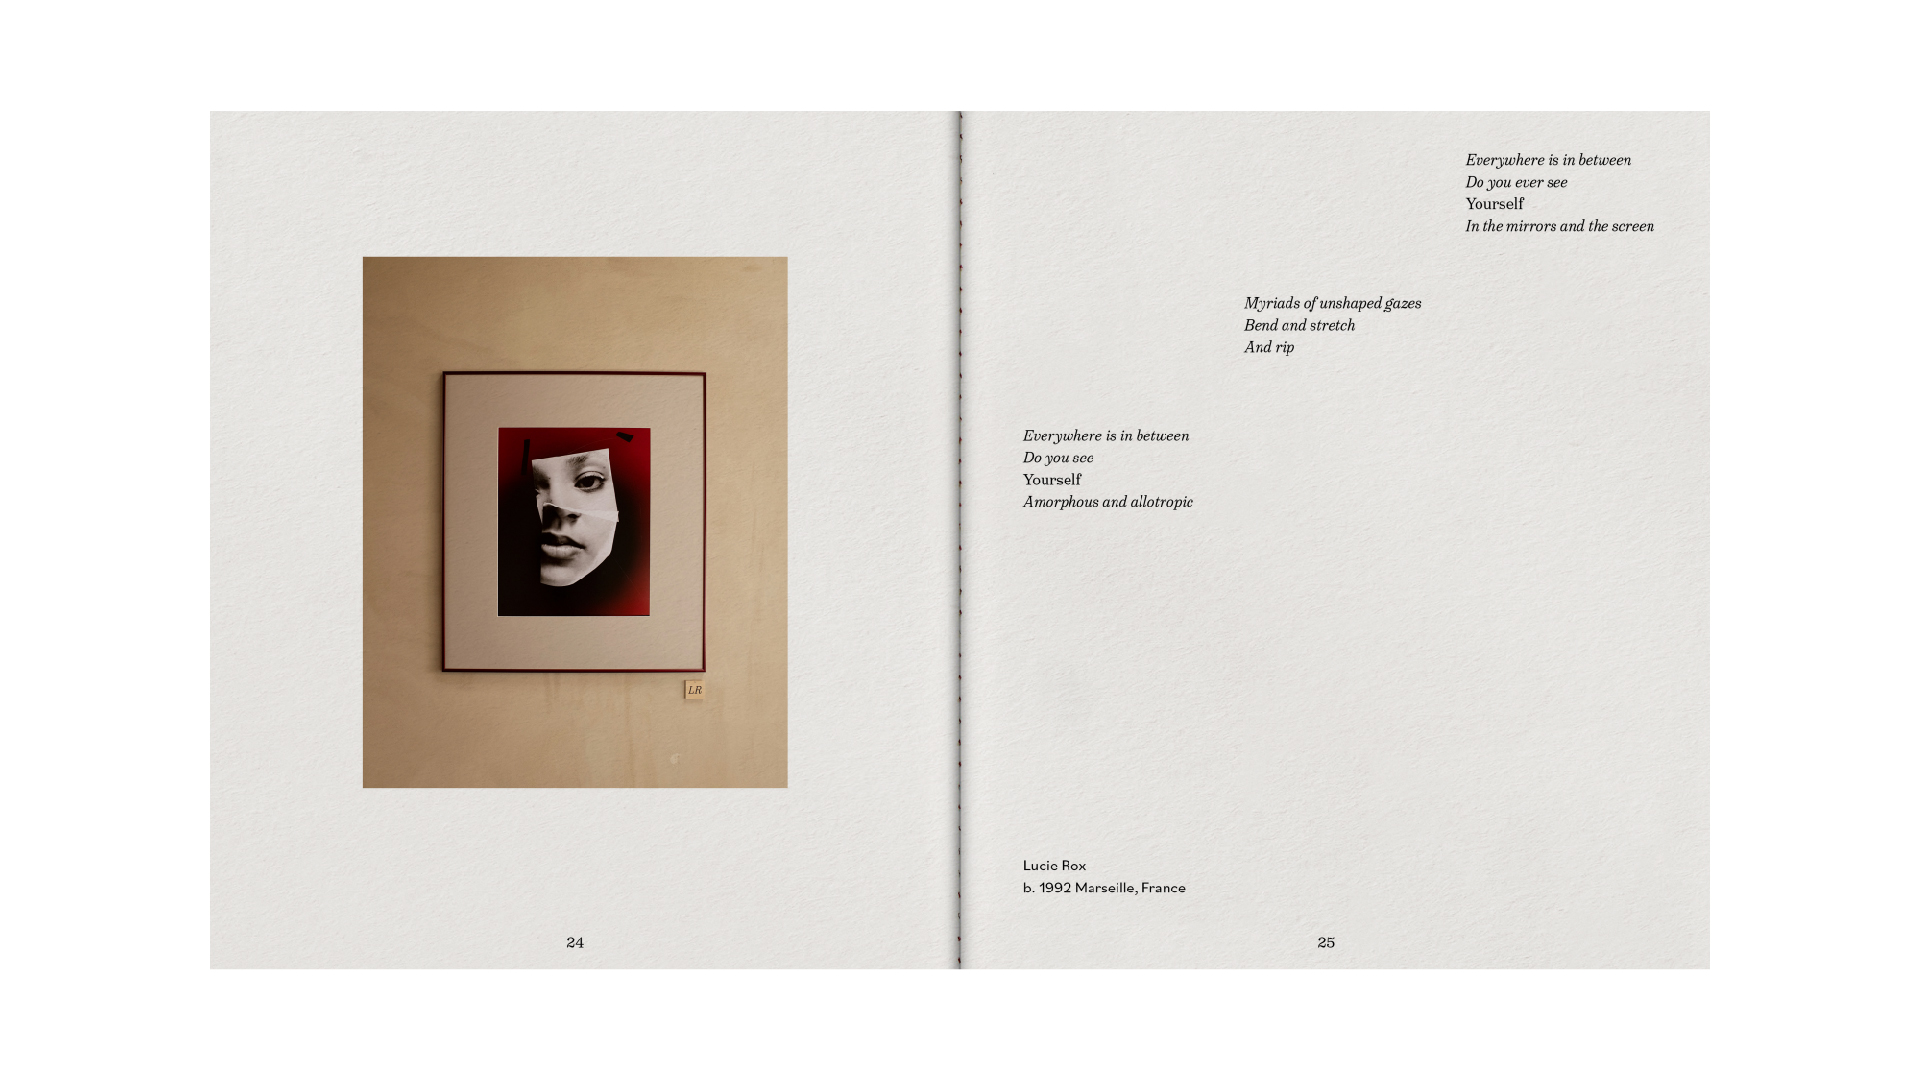 LR
24
Everywhere is in between
Do you ever see
Yourself
In the mirrors and the screen
Myriads of unshaped gazes
Bend and stretch
And rip
Everywhere is in between
Do you see
Yourself
Amorphous and allotropic
Lucie Rox
b. 1992 Marseille, France
25